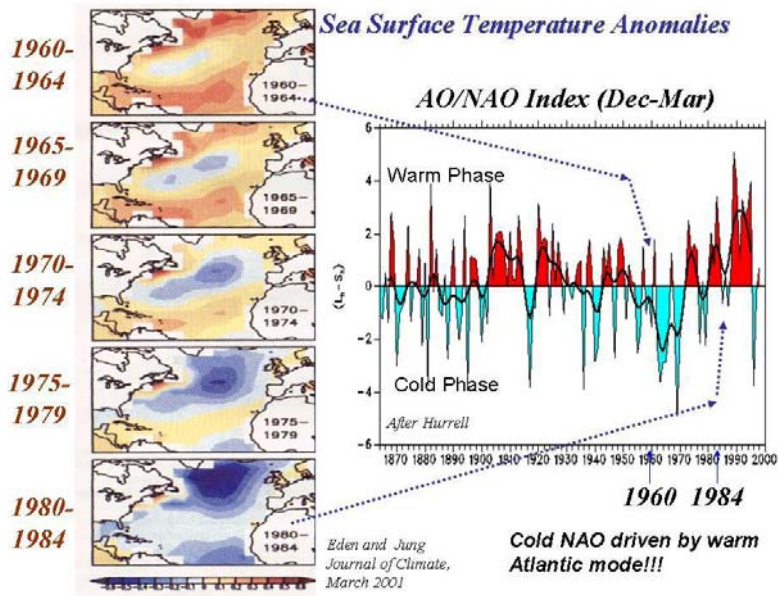 Sea Surface Temperature Anomalies
1960-
1964
1960-
1964
1965-
1969
1965-
1969
1970-
1974
1970-
1974
1975-
1979
1975-
1979
1980-
1984
1980-
1984
Eden and Jung
Journal of Climate,
March 2001
AO/NAO Index (Dec-Mar)
6
4
2
0
-2
-4
-6
Warm Phase
Cold Phase
After Hurrell
1870 1880 1890 1900 1910 1920 1930 1940 1950 1960 1970 1980 1990 2000
1960 1984
Cold NAO driven by warm
Atlantic mode!!!